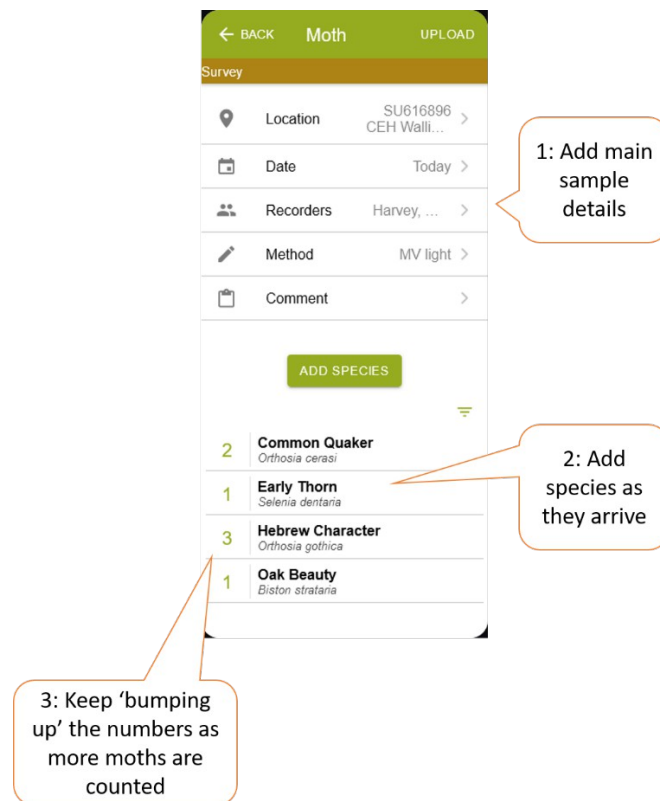 BACK Moth UPLOAD
Survey
Location SU616896
CEH Walli...
Date Today
Recorders Harvey, ...
Method MV light
Comment
1: Add main
sample
details
ADD SPECIES
2 Common Quaker
Orthosia cerasi
1 Early Thorn
Selenia dentaria
3 Hebrew Character
Orthosia gothica
1 Oak Beauty
Biston strataria
2: Add
species as
they arrive
3: Keep ‘bumping
up’ the numbers as
more moths are
counted